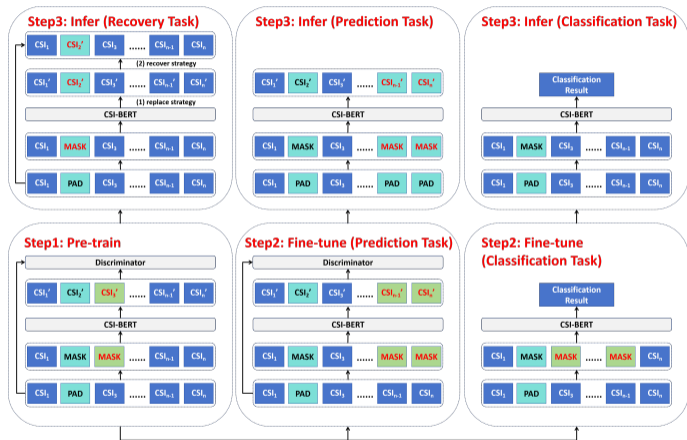 Step3: Infer (Recovery Task)
CSI₁ CSI₂' CSI₃ ...... CSIₙ₋₁ CSIₙ
(2) recover strategy
CSI₁' CSI₂' CSI₃' ...... CSIₙ₋₁' CSIₙ'
(1) replace strategy
CSI-BERT
CSI₁ MASK CSI₃ ...... CSIₙ₋₁ CSIₙ
CSI₁ PAD CSI₃ ...... CSIₙ₋₁ CSIₙ
Step3: Infer (Prediction Task)
CSI₁' CSI₂' CSI₃' ...... CSIₙ₋₁' CSIₙ'
CSI-BERT
CSI₁ MASK CSI₃ ...... MASK MASK
CSI₁ PAD CSI₃ ...... PAD PAD
Step3: Infer (Classification Task)
Classification
Result
CSI-BERT
CSI₁ MASK CSI₃ ...... CSIₙ₋₁ CSIₙ
CSI₁ PAD CSI₃ ...... CSIₙ₋₁ CSIₙ
Step1: Pre-train
Discriminator
CSI₁' CSI₂' CSI₃' ...... CSIₙ₋₁' CSIₙ'
CSI-BERT
CSI₁ MASK MASK ...... CSIₙ₋₁ CSIₙ
CSI₁ PAD CSI₃ ...... CSIₙ₋₁ CSIₙ
Step2: Fine-tune (Prediction Task)
Discriminator
CSI₁' CSI₂' CSI₃' ...... CSIₙ₋₁' CSIₙ'
CSI-BERT
CSI₁ MASK CSI₃ ...... MASK MASK
CSI₁ PAD CSI₃ ...... CSIₙ₋₁ CSIₙ
Step2: Fine-tune
(Classification Task)
Classification
Result
CSI-BERT
CSI₁ MASK MASK ...... MASK CSIₙ
CSI₁ PAD CSI₃ ...... CSIₙ₋₁ CSIₙ